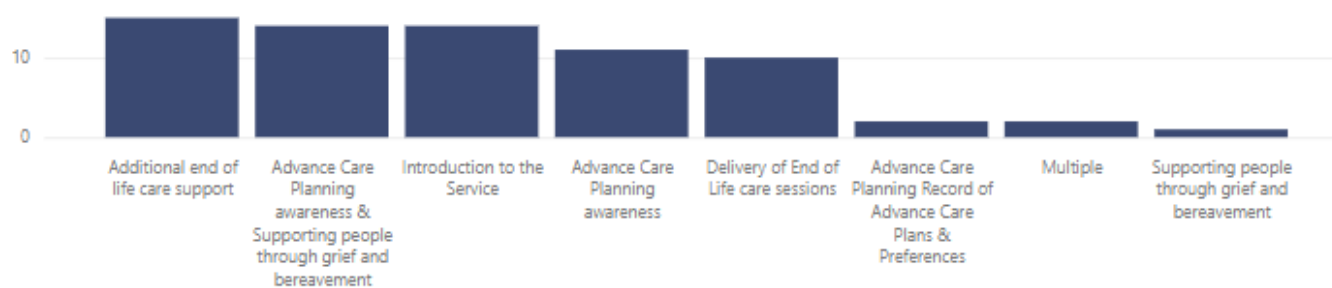 10
0
Additional end of
life care support
Advance Care
Planning
awareness &
Supporting people
through grief and
bereavement
Introduction to the
Service
Advance Care
Planning
awareness
Delivery of End of
Life care sessions
Advance Care
Planning Record of
Advance Care
Plans &
Preferences
Multiple
Supporting people
through grief and
bereavement